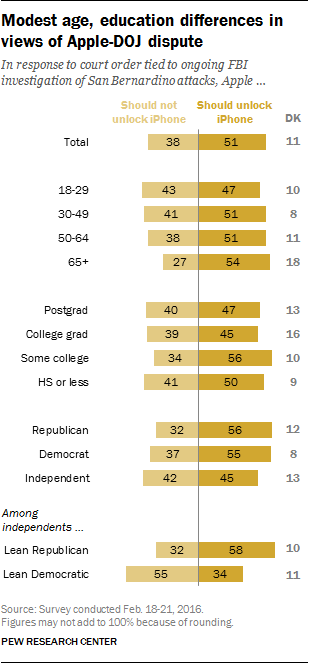 Modest age, education differences in
views of Apple-DOJ dispute
In response to court order tied to ongoing FBI
investigation of San Bernardino attacks, Apple ...
Should not unlock iPhone Should unlock iPhone DK
Total 38 51 11
18-29 43 47 10
30-49 41 51 8
50-64 38 51 11
65+ 27 54 18
Postgrad 40 47 13
College grad 39 45 16
Some college 34 56 10
HS or less 41 50 9
Republican 32 56 12
Democrat 37 55 8
Independent 42 45 13
Among
independents ...
Lean Republican 32 58 10
Lean Democratic 55 34 11
Source: Survey conducted Feb. 18-21, 2016.
Figures may not add to 100% because of rounding.
PEW RESEARCH CENTER